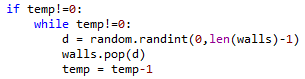 if temp!=0:
    while temp!=0:
        d = random.randint(0,len(walls)-1)
        walls.pop(d)
        temp = temp-1